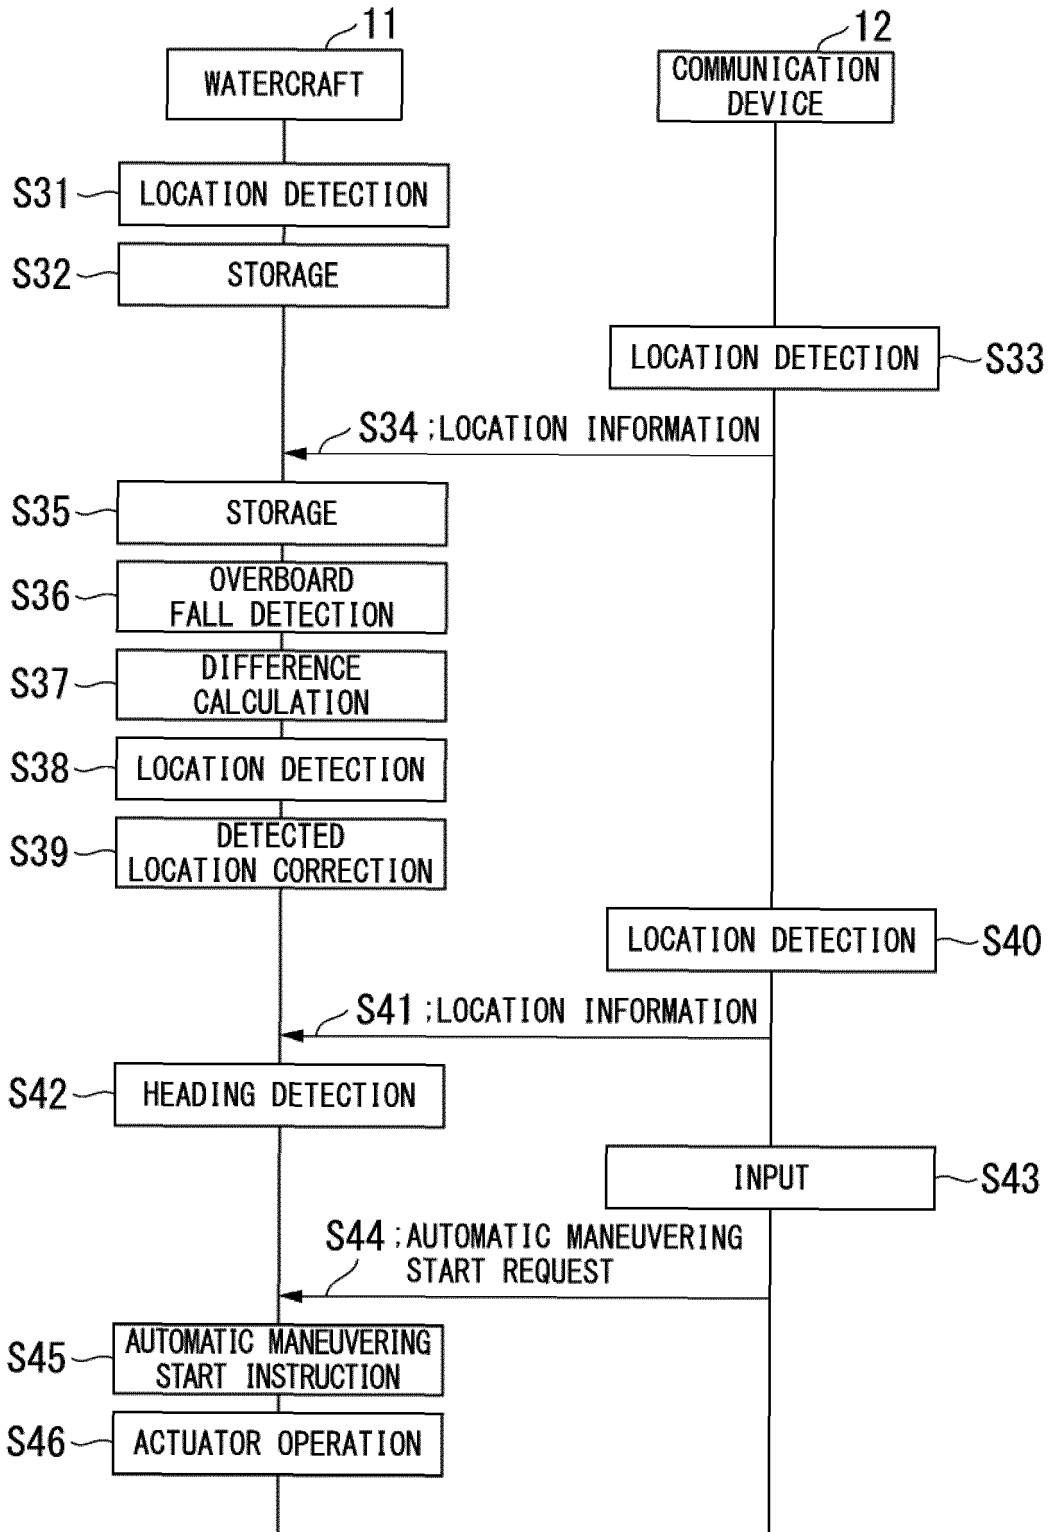 11
12
WATERCRAFT
COMMUNICATION
DEVICE
S31
LOCATION DETECTION
S32
STORAGE
LOCATION DETECTION
S33
S34 ;LOCATION INFORMATION
S35
STORAGE
S36
OVERBOARD
FALL DETECTION
S37
DIFFERENCE
CALCULATION
S38
LOCATION DETECTION
S39
DETECTED
LOCATION CORRECTION
LOCATION DETECTION
S40
S41 ;LOCATION INFORMATION
S42
HEADING DETECTION
INPUT
S43
S44 ;AUTOMATIC MANEUVERING
START REQUEST
S45
AUTOMATIC MANEUVERING
START INSTRUCTION
S46
ACTUATOR OPERATION